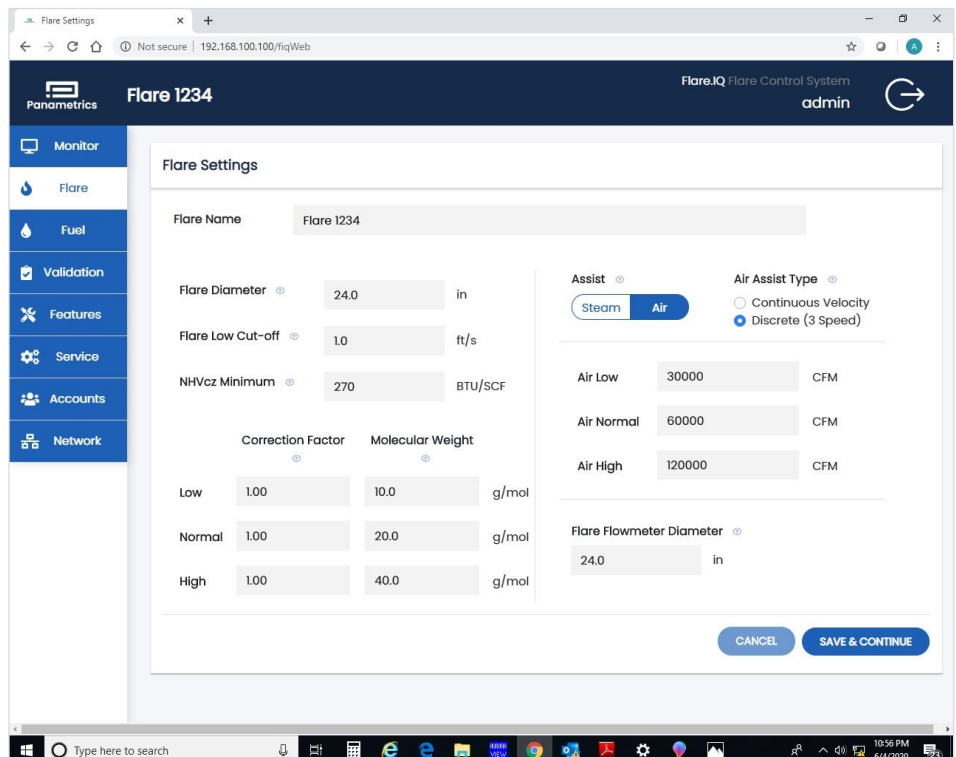 Flare Settings
Not secure | 192.168.100.100/fiqWeb
A
Panametrics
Flare 1234
Flare.IQ Flare Control System
admin
Monitor
Flare
Fuel
Validation
Features
Service
Accounts
Network
Flare Settings
Flare Name Flare 1234
Flare Diameter 24.0 in
Flare Low Cut-off 1.0 ft/s
NHVcz Minimum 270 BTU/SCF
Correction Factor Molecular Weight
Low 1.00 10.0 g/mol
Normal 1.00 20.0 g/mol
High 1.00 40.0 g/mol
Assist Air Assist Type
Steam Air
Continuous Velocity
Discrete (3 Speed)
Air Low 30000 CFM
Air Normal 60000 CFM
Air High 120000 CFM
Flare Flowmeter Diameter
24.0 in
CANCEL SAVE & CONTINUE
Type here to search
VIEW
10:56 PM
6/4/2020